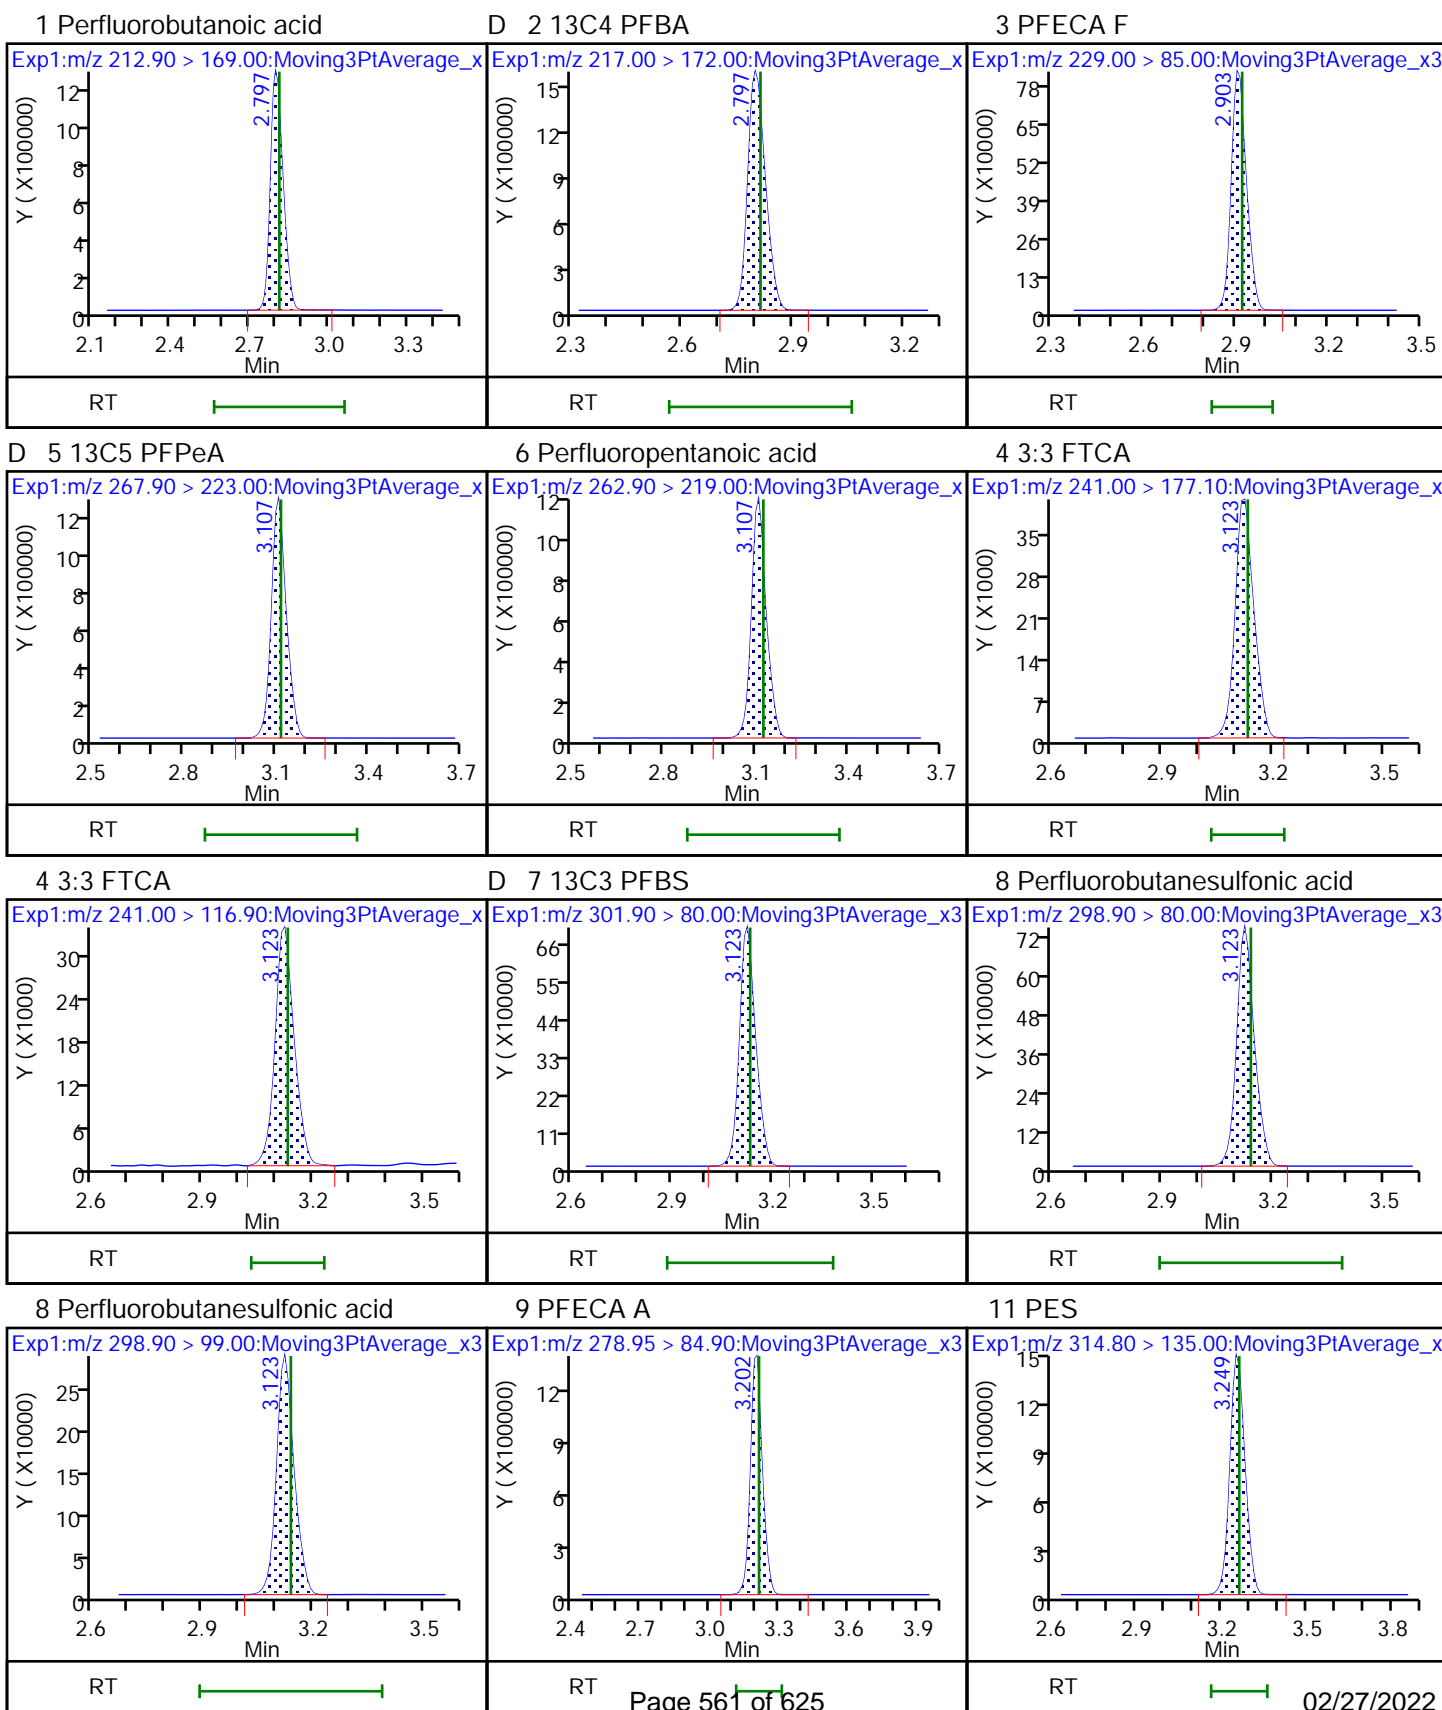 1 Perfluorobutanoic acid
D 2 13C4 PFBA
3 PFECA F
Exp1:m/z 212.90 > 169.00:Moving3PtAverage_x
Exp1:m/z 217.00 > 172.00:Moving3PtAverage_x
Exp1:m/z 229.00 > 85.00:Moving3PtAverage_x3
Y ( X100000)
12
10
8
6
4
2
0
2.797
2.1 2.4 2.7 3.0 3.3
Min
RT
Y ( X100000)
15
12
9
6
3
0
2.797
2.3 2.6 2.9 3.2
Min
RT
Y ( X10000)
78
65
52
39
26
13
0
2.903
2.3 2.6 2.9 3.2 3.5
Min
RT
D 5 13C5 PFPeA
6 Perfluoropentanoic acid
4 3:3 FTCA
Exp1:m/z 267.90 > 223.00:Moving3PtAverage_x
Exp1:m/z 262.90 > 219.00:Moving3PtAverage_x
Exp1:m/z 241.00 > 177.10:Moving3PtAverage_x
Y ( X100000)
12
10
8
6
4
2
0
3.107
2.5 2.8 3.1 3.4 3.7
Min
RT
Y ( X100000)
12
10
8
6
4
2
0
3.107
2.5 2.8 3.1 3.4 3.7
Min
RT
Y ( X1000)
35
28
21
14
7
0
3.123
2.6 2.9 3.2 3.5
Min
RT
4 3:3 FTCA
D 7 13C3 PFBS
8 Perfluorobutanesulfonic acid
Exp1:m/z 241.00 > 116.90:Moving3PtAverage_x
Exp1:m/z 301.90 > 80.00:Moving3PtAverage_x3
Exp1:m/z 298.90 > 80.00:Moving3PtAverage_x3
Y ( X10000)
30
24
18
12
6
0
3.123
2.6 2.9 3.2 3.5
Min
RT
Y ( X10000)
66
55
44
33
22
11
0
3.123
2.6 2.9 3.2 3.5
Min
RT
Y ( X10000)
72
60
48
36
24
12
0
3.123
2.6 2.9 3.2 3.5
Min
RT
8 Perfluorobutanesulfonic acid
9 PFECA A
11 PES
Exp1:m/z 298.90 > 99.00:Moving3PtAverage_x3
Exp1:m/z 278.95 > 84.90:Moving3PtAverage_x3
Exp1:m/z 314.80 > 135.00:Moving3PtAverage_x
Y ( X10000)
25
20
15
10
5
0
3.123
2.6 2.9 3.2 3.5
Min
RT
Y ( X100000)
12
9
6
3
0
3.202
2.4 2.7 3.0 3.3 3.6 3.9
Min
RT
Y ( X100000)
15
12
9
6
3
0
3.249
2.6 2.9 3.2 3.5 3.8
Min
RT
Page 561 of 625
02/27/2022